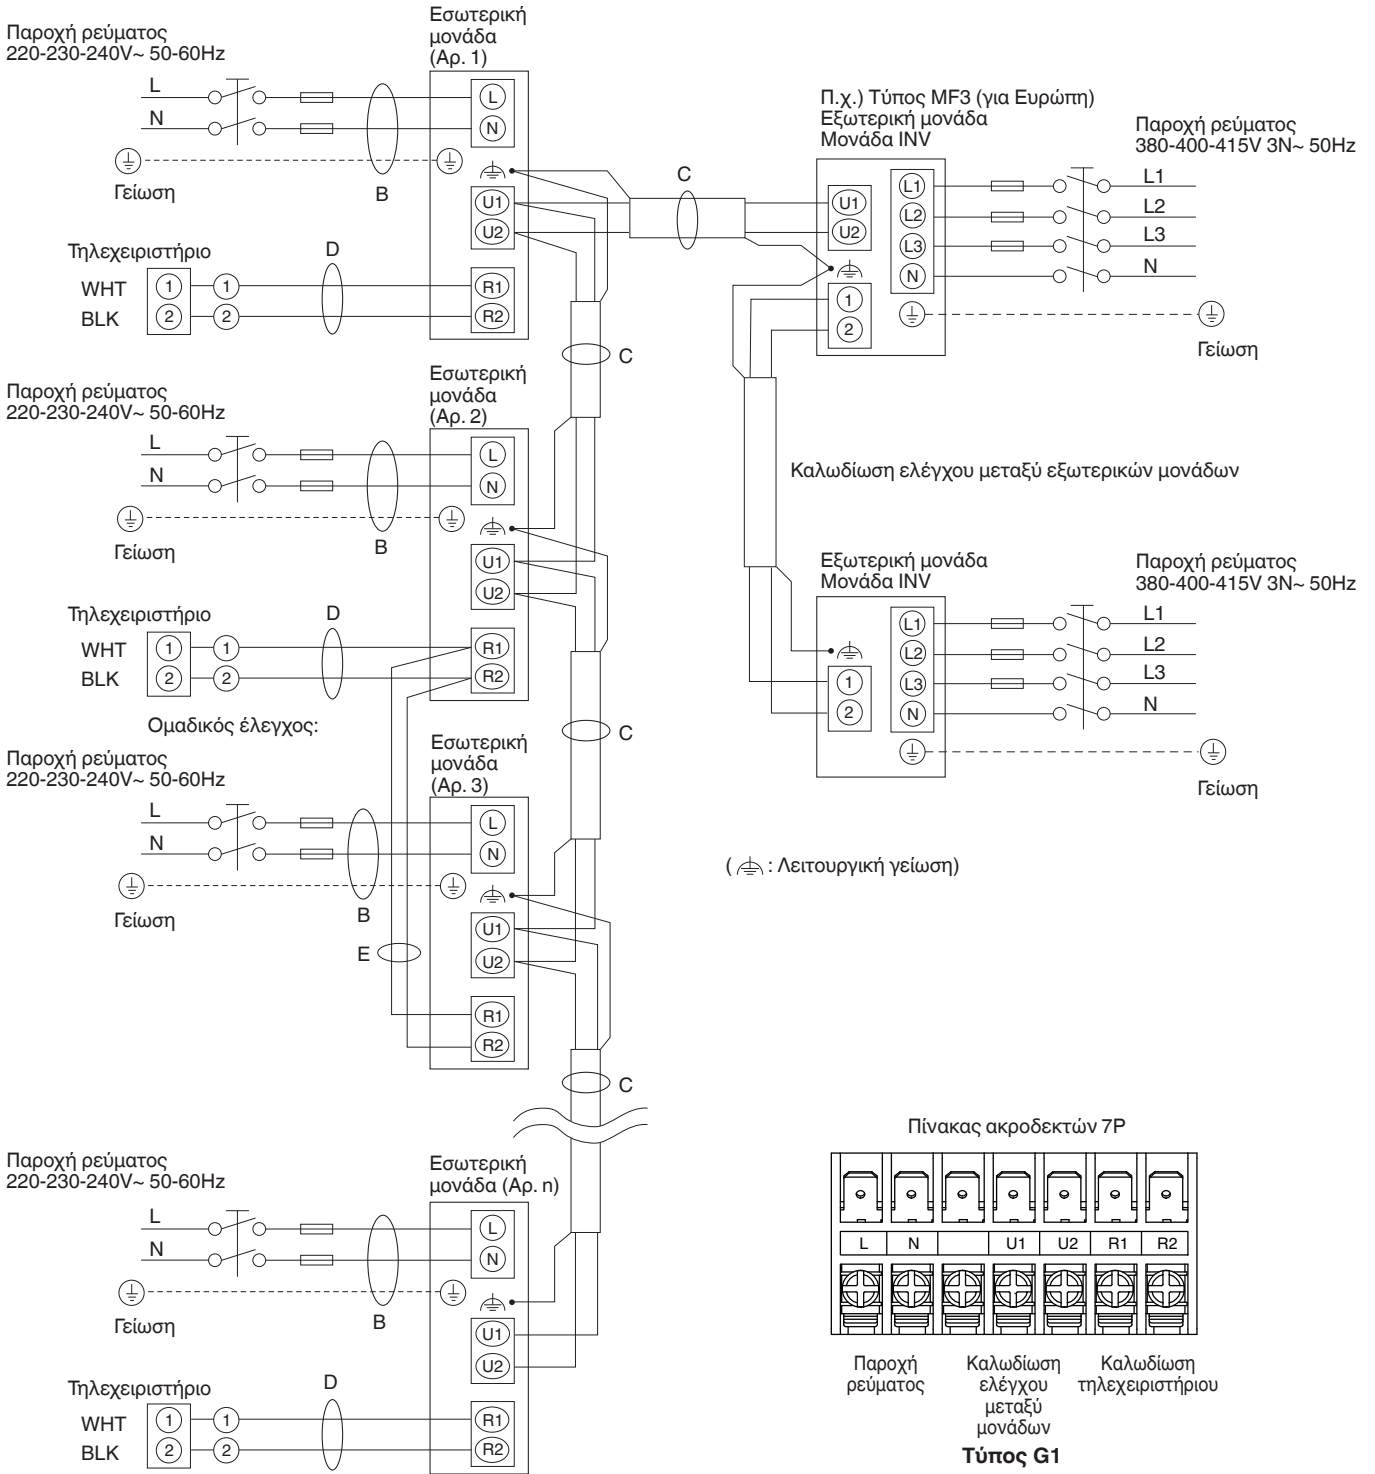 Παροχή ρεύματος
220-230-240V~ 50-60Hz
Εσωτερική
μονάδα
(Αρ. 1)
L
N
Γείωση
B
L
N
U1
U2
R1
R2
Τηλεχειριστήριο
D
WHT
1
1
BLK
2
2
C
C
Π.χ.) Τύπος MF3 (για Ευρώπη)
Εξωτερική μονάδα
Μονάδα INV
Παροχή ρεύματος
380-400-415V 3N~ 50Hz
U1
U2
1
2
L1
L2
L3
N
L1
L2
L3
N
Γείωση
Παροχή ρεύματος
220-230-240V~ 50-60Hz
Εσωτερική
μονάδα
(Αρ. 2)
L
N
Γείωση
B
L
N
U1
U2
R1
R2
Τηλεχειριστήριο
D
WHT
1
1
BLK
2
2
C
Καλωδίωση ελέγχου μεταξύ εξωτερικών μονάδων
Εξωτερική μονάδα
Μονάδα INV
Παροχή ρεύματος
380-400-415V 3N~ 50Hz
1
2
L1
L2
L3
N
L1
L2
L3
N
Γείωση
Ομαδικός έλεγχος:
Παροχή ρεύματος
220-230-240V~ 50-60Hz
Εσωτερική
μονάδα
(Αρ. 3)
L
N
Γείωση
B
E
L
N
U1
U2
R1
R2
C
( : Λειτουργική γείωση)
Παροχή ρεύματος
220-230-240V~ 50-60Hz
Εσωτερική
μονάδα (Αρ. n)
L
N
Γείωση
B
L
N
U1
U2
R1
R2
Τηλεχειριστήριο
D
WHT
1
1
BLK
2
2
Πίνακας ακροδεκτών 7P
L N U1 U2 R1 R2
Παροχή
ρεύματος
Καλωδίωση
ελέγχου
μεταξύ
μονάδων
Καλωδίωση
τηλεχειριστήριου
Τύπος G1